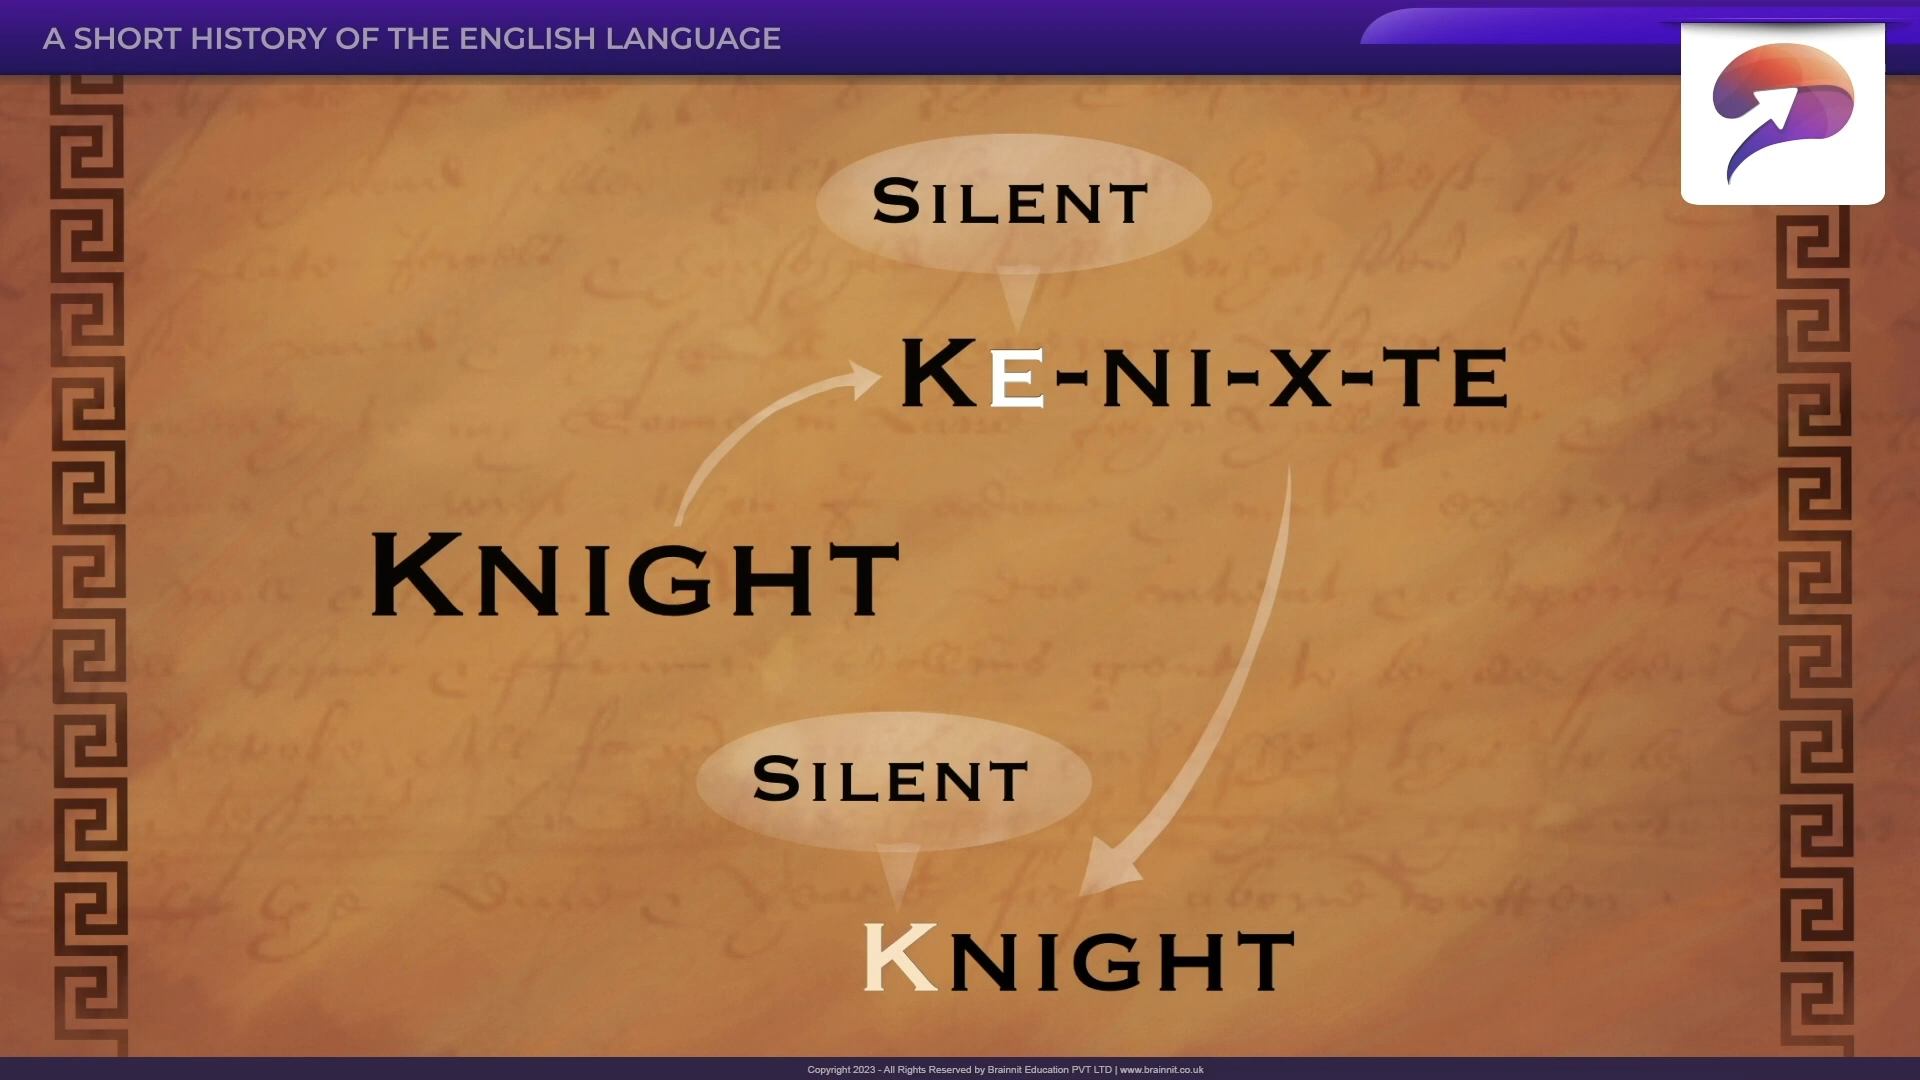 A SHORT HISTORY OF THE ENGLISH LANGUAGE
SILENT
KE-NI-X-TE
KNIGHT
SILENT
KNIGHT
Copyright 2023 - All Rights Reserved by Brainnit Education PVT LTD | www.brainnit.co.uk